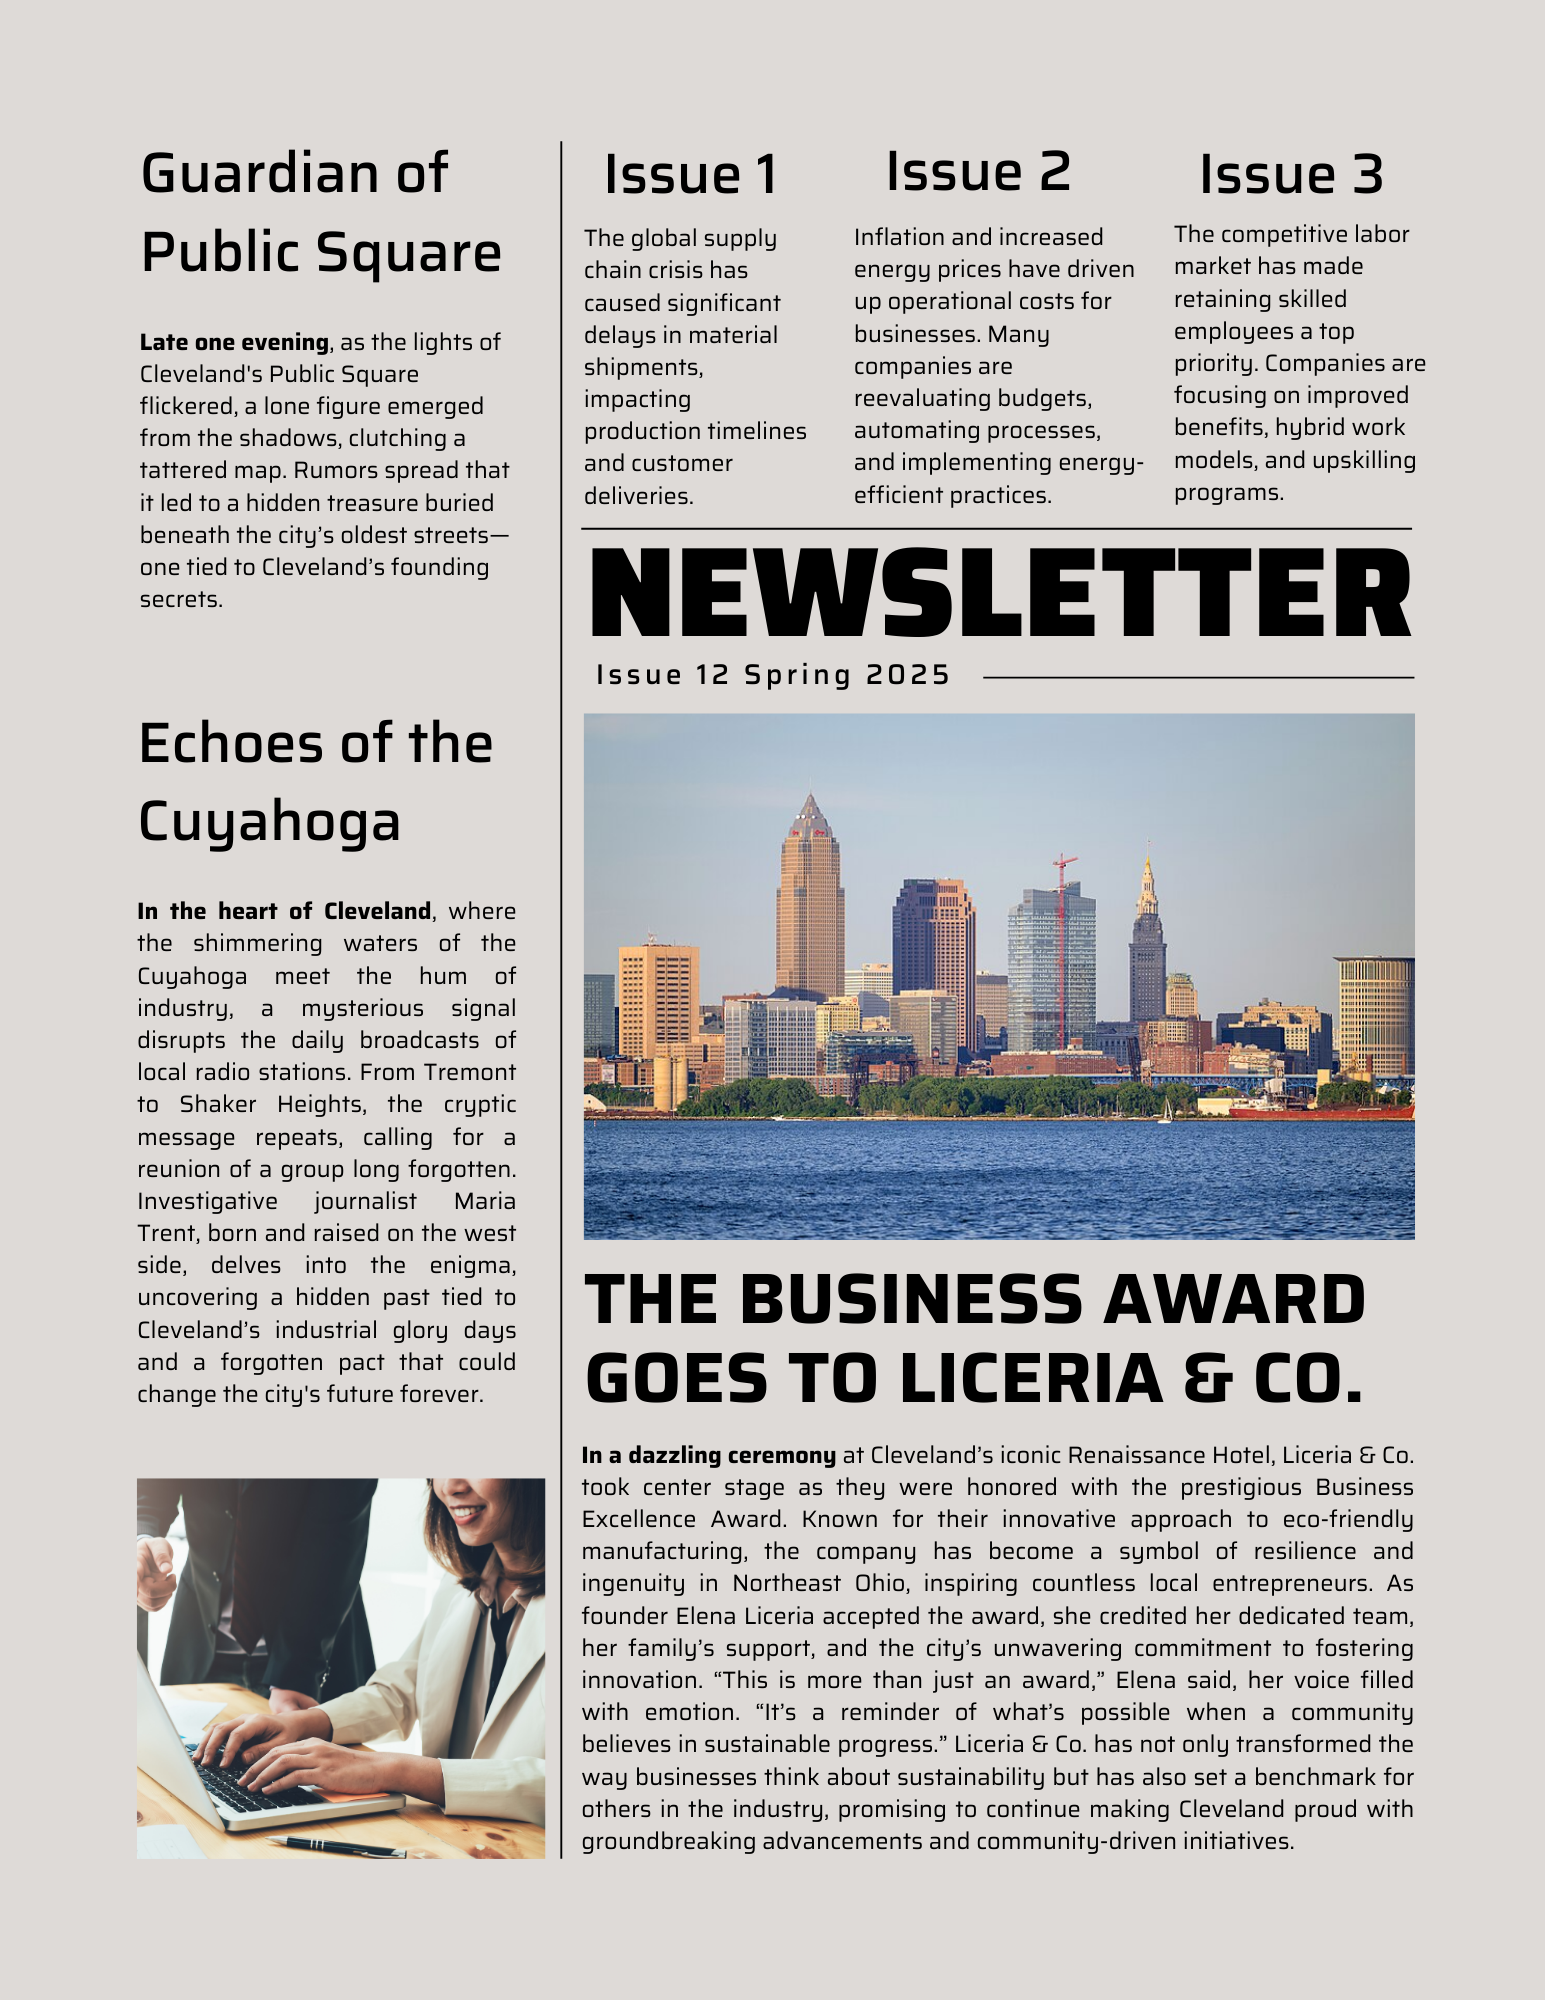 Guardian of
Public Square
Late one evening, as the lights of
Cleveland's Public Square
flickered, a lone figure emerged
from the shadows, clutching a
tattered map. Rumors spread that
it led to a hidden treasure buried
beneath the city’s oldest streets—
one tied to Cleveland’s founding
secrets.
Echoes of the
Cuyahoga
In the heart of Cleveland, where
the shimmering waters of the
Cuyahoga meet the hum of
industry, a mysterious signal
disrupts the daily broadcasts of
local radio stations. From Tremont
to Shaker Heights, the cryptic
message repeats, calling for a
reunion of a group long forgotten.
Investigative journalist Maria
Trent, born and raised on the west
side, delves into the enigma,
uncovering a hidden past tied to
Cleveland’s industrial glory days
and a forgotten pact that could
change the city's future forever.
Issue 1
The global supply
chain crisis has
caused significant
delays in material
shipments,
impacting
production timelines
and customer
deliveries.
Issue 2
Inflation and increased
energy prices have driven
up operational costs for
businesses. Many
companies are
reevaluating budgets,
automating processes,
and implementing energy-
efficient practices.
Issue 3
The competitive labor
market has made
retaining skilled
employees a top
priority. Companies are
focusing on improved
benefits, hybrid work
models, and upskilling
programs.
NEWSLETTER
Issue 12 Spring 2025
THE BUSINESS AWARD
GOES TO LICERIA & CO.
In a dazzling ceremony at Cleveland’s iconic Renaissance Hotel, Liceria & Co.
took center stage as they were honored with the prestigious Business
Excellence Award. Known for their innovative approach to eco-friendly
manufacturing, the company has become a symbol of resilience and
ingenuity in Northeast Ohio, inspiring countless local entrepreneurs. As
founder Elena Liceria accepted the award, she credited her dedicated team,
her family’s support, and the city’s unwavering commitment to fostering
innovation. “This is more than just an award,” Elena said, her voice filled
with emotion. “It’s a reminder of what’s possible when a community
believes in sustainable progress.” Liceria & Co. has not only transformed the
way businesses think about sustainability but has also set a benchmark for
others in the industry, promising to continue making Cleveland proud with
groundbreaking advancements and community-driven initiatives.